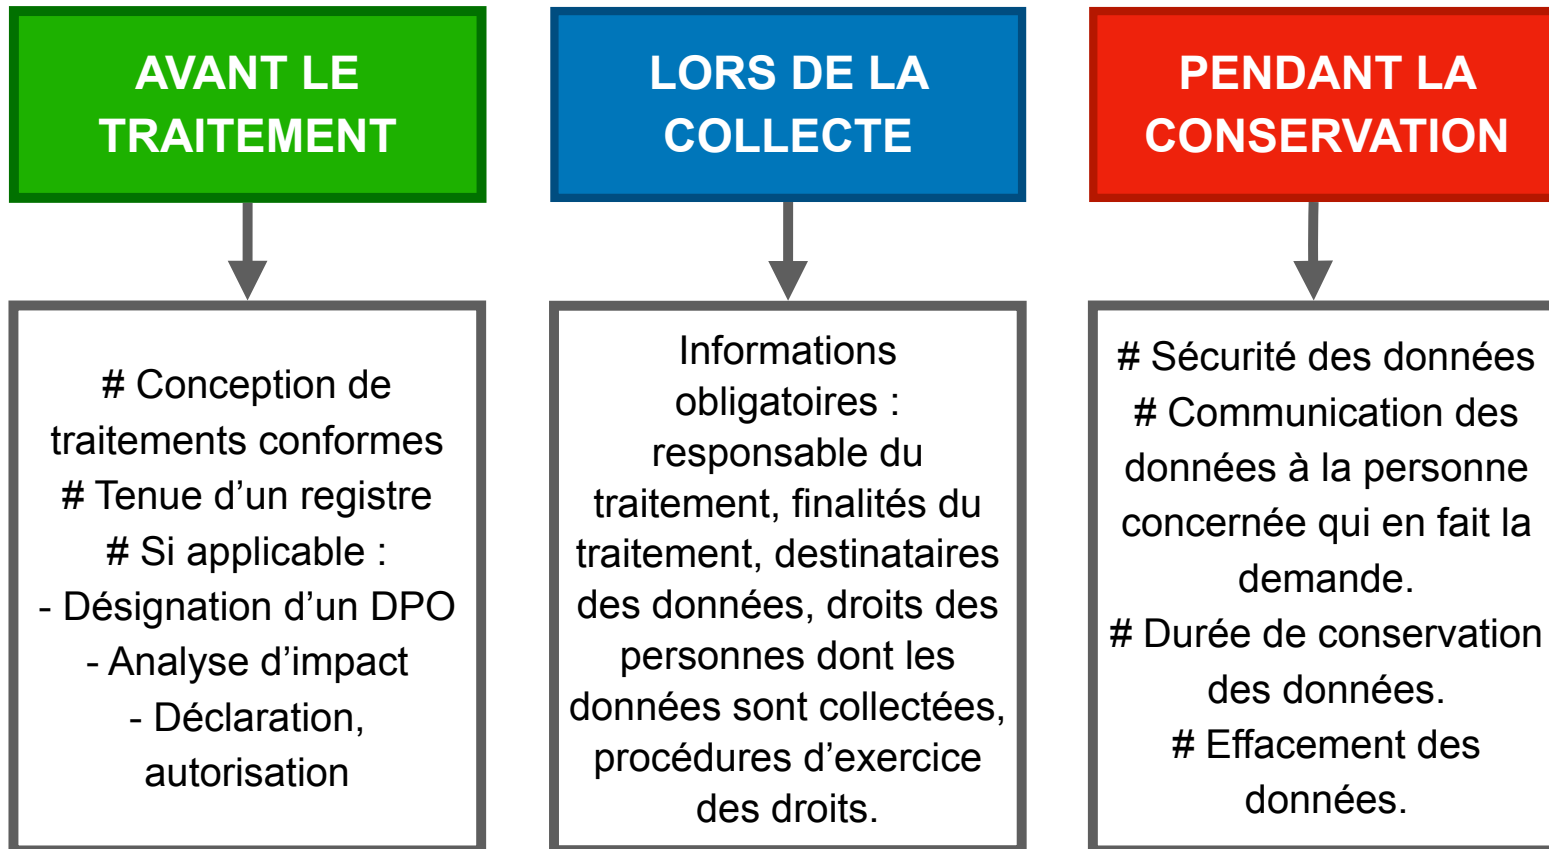 AVANT LE
TRAITEMENT
# Conception de
traitements conformes
# Tenue d’un registre
# Si applicable :
- Désignation d’un DPO
- Analyse d’impact
- Déclaration,
autorisation
LORS DE LA
COLLECTE
Informations
obligatoires :
responsable du
traitement, finalités du
traitement, destinataires
des données, droits des
personnes dont les
données sont collectées,
procédures d’exercice
des droits.
PENDANT LA
CONSERVATION
# Sécurité des données
# Communication des
données à la personne
concernée qui en fait la
demande.
# Durée de conservation
des données.
# Effacement des
données.